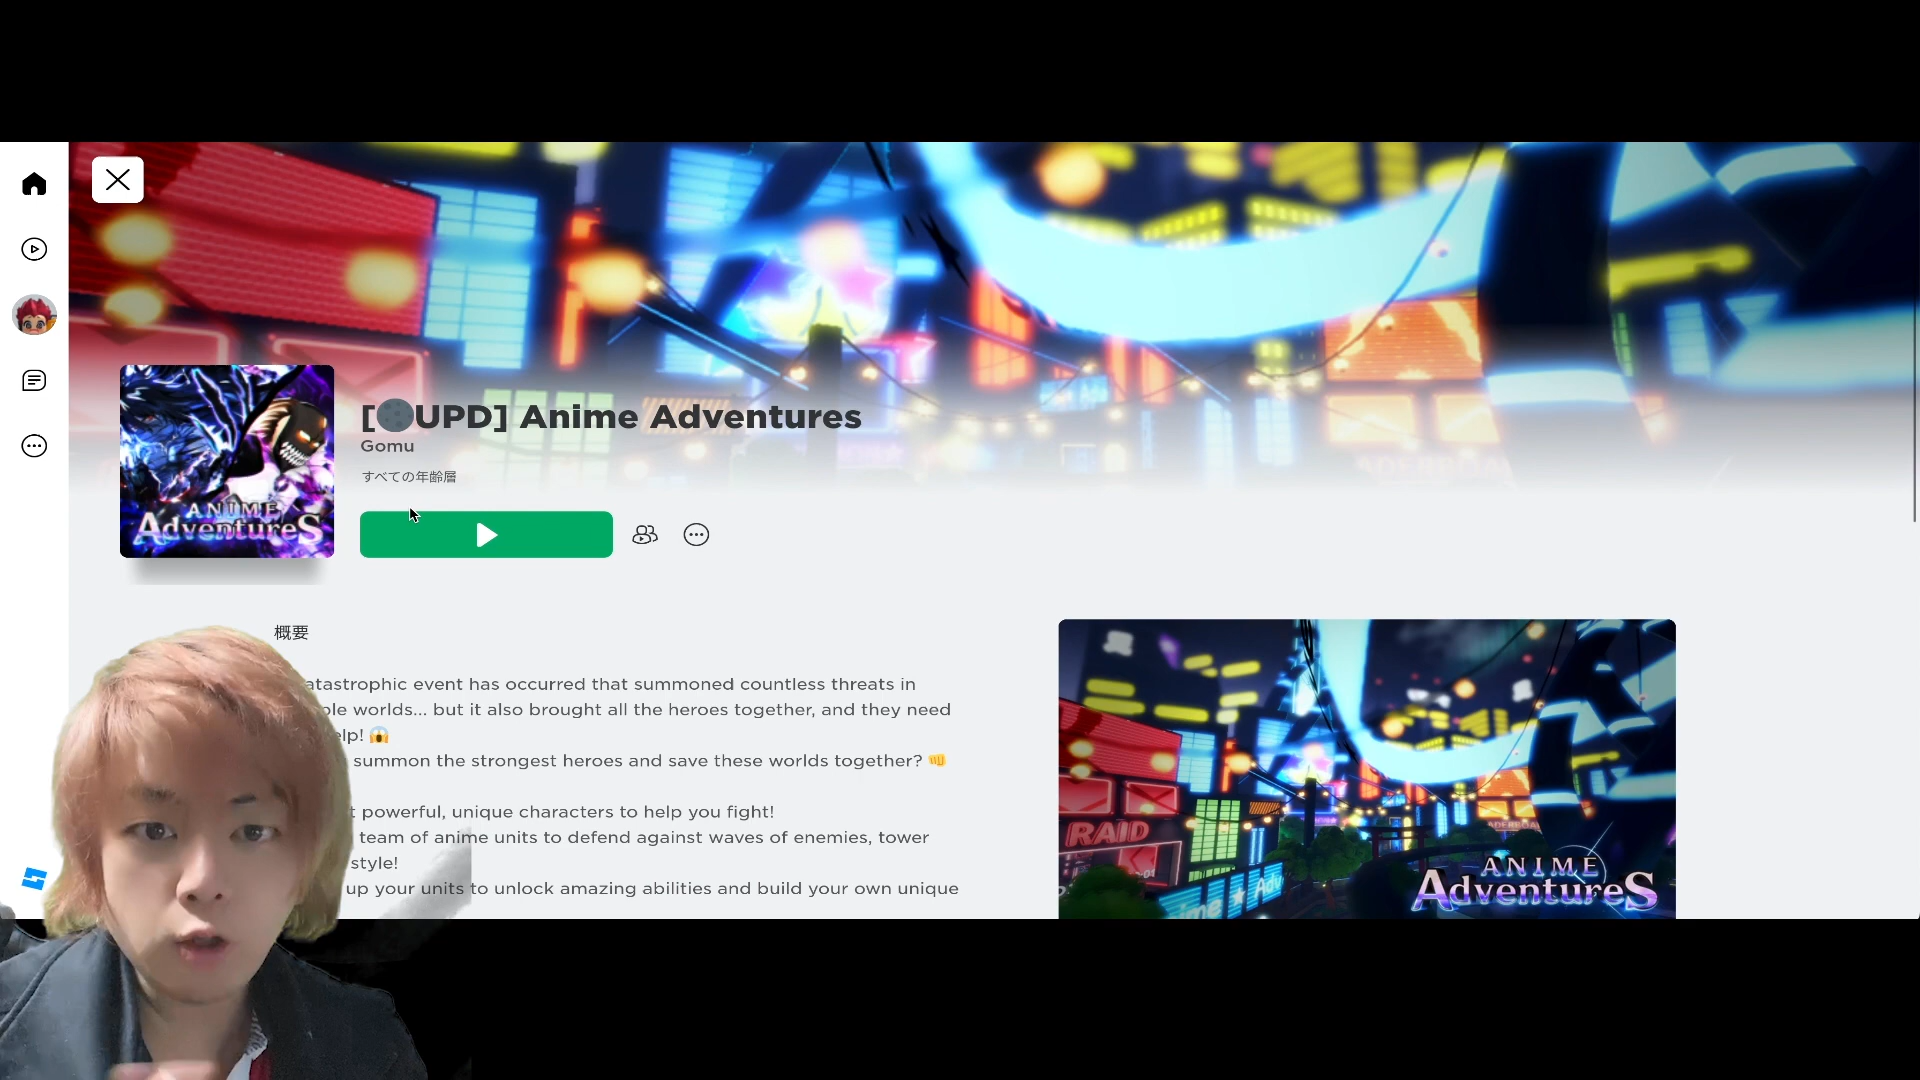 [🌑UPD] Anime Adventures
Gomu
すべての年齢層
ANIME
AdventureS
概要
event has occurred that summoned countless threats in
worlds... but it also brought all the heroes together, and they need
😱
summon the strongest heroes and save these worlds together? 👊
powerful, unique characters to help you fight!
team of anime units to defend against waves of enemies, tower
style!
up your units to unlock amazing abilities and build your own unique
RAID
ANIME
AdventureS